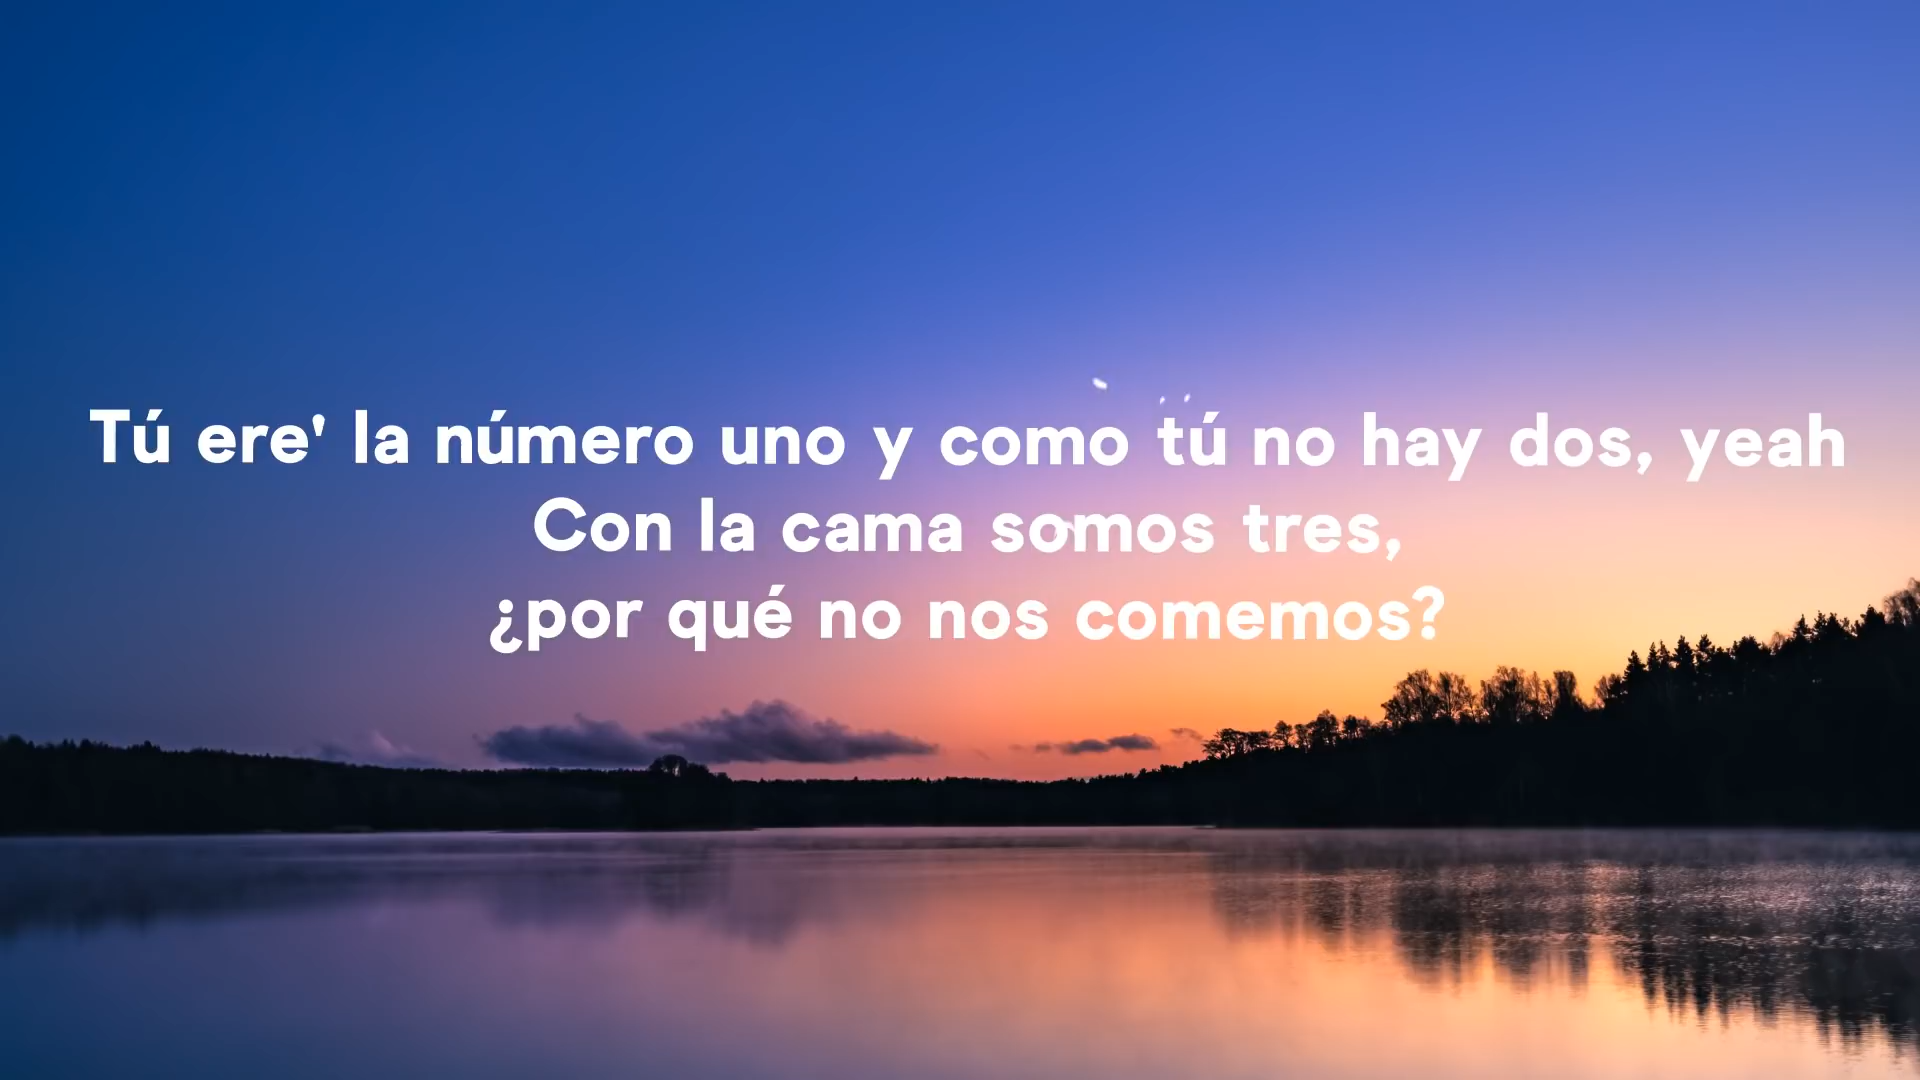 Tú ere' la número uno y como tú no hay dos, yeah
Con la cama somos tres,
¿por qué no nos comemos?